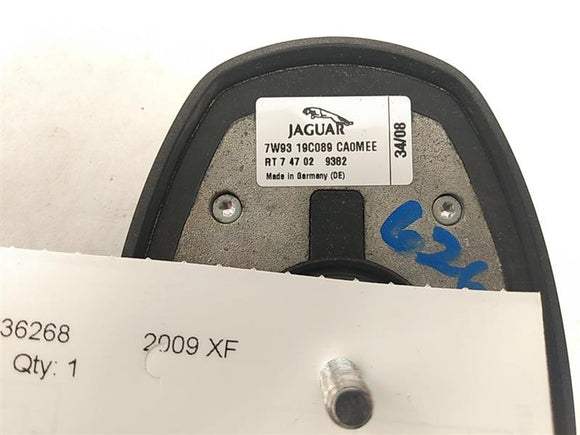 JAGUAR
7W93 19C089 CA0MEE
RT 7 47 02 9382
Made in Germany (DE)
34/08
36268
2009 XF
Qty: 1